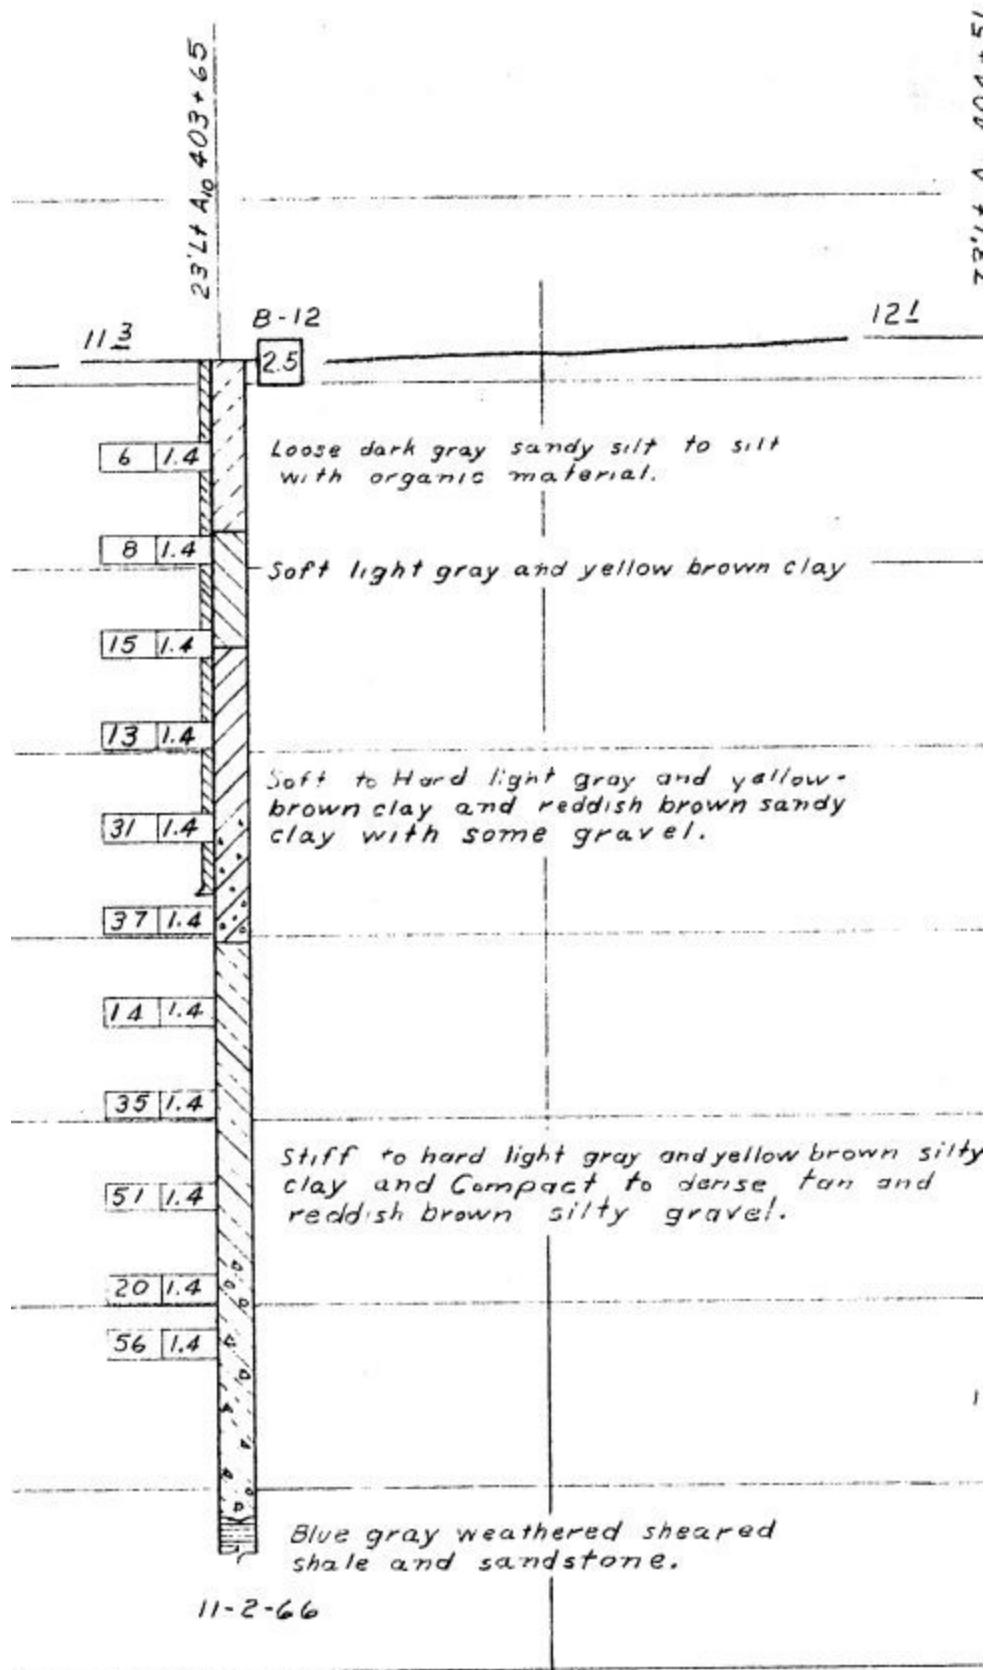 23' Lt A10 403+65
B-12
11 3
2.5
12 1
6 1.4
Loose dark gray sandy silt to silt
with organic material.
8 1.4
Soft light gray and yellow brown clay
15 1.4
13 1.4
Soft to Hard light gray and yellow-
brown clay and reddish brown sandy
clay with some gravel.
31 1.4
37 1.4
14 1.4
35 1.4
Stiff to hard light gray and yellow brown silty
clay and Compact to dense tan and
reddish brown silty gravel.
51 1.4
20 1.4
56 1.4
Blue gray weathered sheared
shale and sandstone.
11-2-66